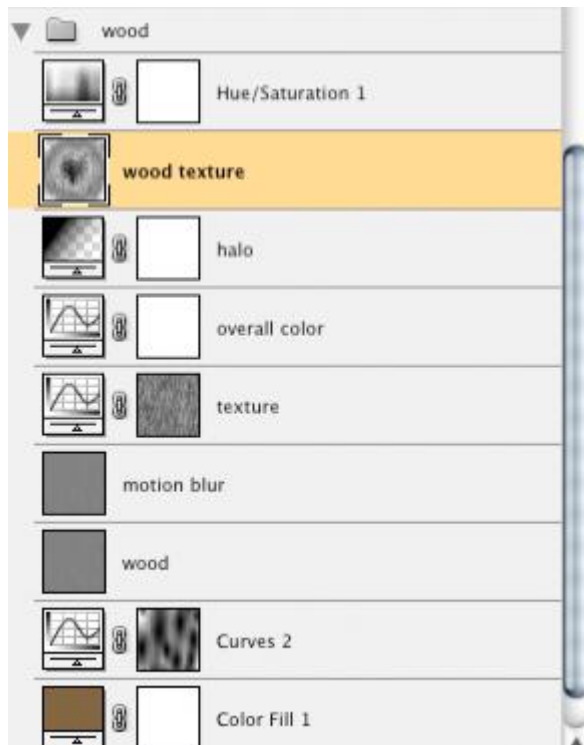 wood
Hue/Saturation 1
wood texture
halo
overall color
texture
motion blur
wood
Curves 2
Color Fill 1